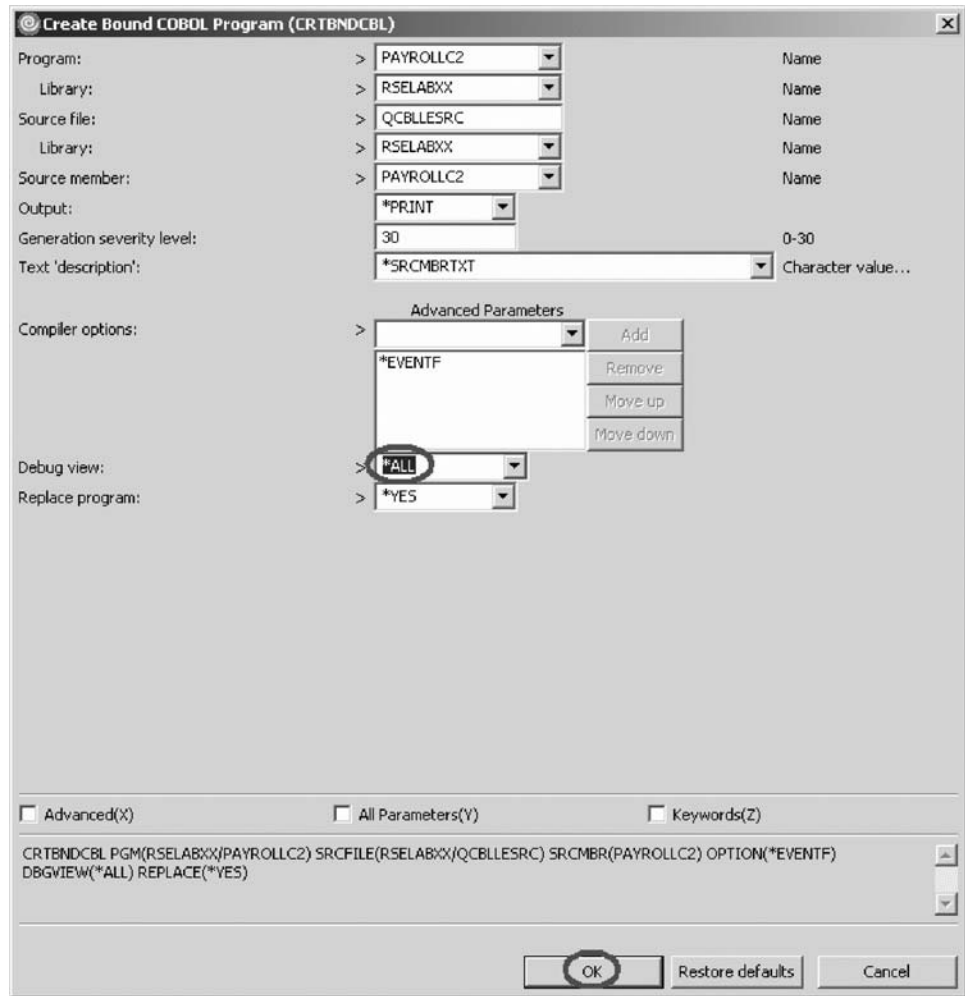 Create Bound COBOL Program (CRTBNDCBL)
Program: > PAYROLLC2 Name
Library: > RSELABXX Name
Source file: > QCBLLESRC Name
Library: > RSELABXX Name
Source member: > PAYROLLC2 Name
Output: *PRINT
Generation severity level: 30 0-30
Text 'description': *SRCMBRTXT Character value...
Advanced Parameters
Compiler options: > Add
*EVENTF Remove
Move up
Move down
Debug view: > *ALL
Replace program: > *YES
Advanced(X) All Parameters(Y) Keywords(Z)
CRTBNDCBL PGM(RSELABXX/PAYROLLC2) SRCFILE(RSELABXX/QCBLLESRC) SRCMBR(PAYROLLC2) OPTION(*EVENTF)
DBGVIEW(*ALL) REPLACE(*YES)
OK Restore defaults Cancel